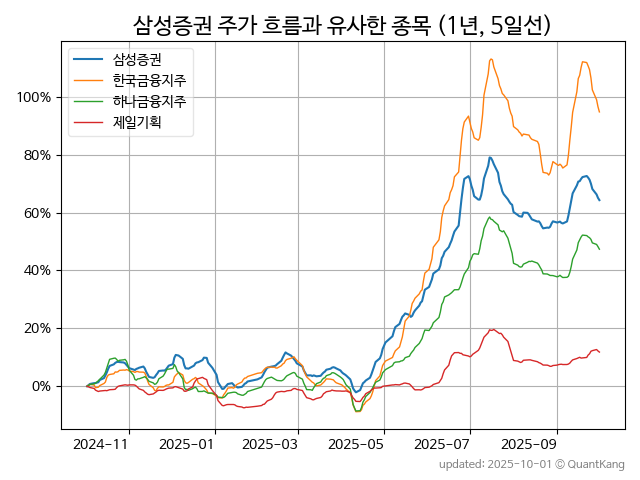 삼성증권 주가 흐름과 유사한 종목 (1년, 5일선)
삼성증권
한국금융지주
하나금융지주
제일기획
100%
80%
60%
40%
20%
0%
2024-11 2025-01 2025-03 2025-05 2025-07 2025-09
updated: 2025-10-01 © QuantKang